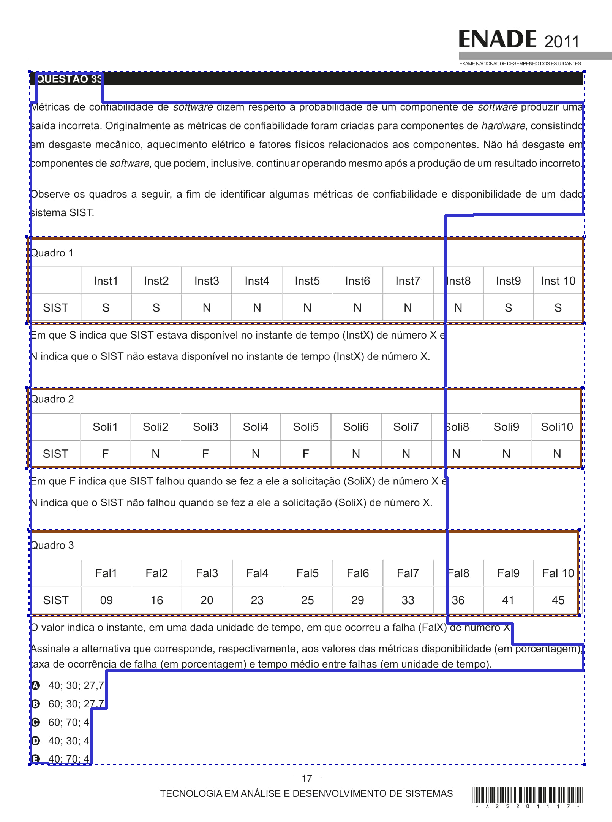 ENADE 2011
EXAME NACIONAL DE DESEMPENHO DOS ESTUDANTES
QUESTÃO 33
Métricas de confiabilidade de software dizem respeito à probabilidade de um componente de software produzir uma
saída incorreta. Originalmente as métricas de confiabilidade foram criadas para componentes de hardware, consistindo
em desgaste mecânico, aquecimento elétrico e fatores físicos relacionados aos componentes. Não há desgaste em
componentes de software, que podem, inclusive, continuar operando mesmo após a produção de um resultado incorreto.
Observe os quadros a seguir, a fim de identificar algumas métricas de confiabilidade e disponibilidade de um dado
sistema SIST.
Quadro 1
Inst1 Inst2 Inst3 Inst4 Inst5 Inst6 Inst7 Inst8 Inst9 Inst 10
SIST S S N N N N N N S S
Em que S indica que SIST estava disponível no instante de tempo (InstX) de número X e
N indica que o SIST não estava disponível no instante de tempo (InstX) de número X.
Quadro 2
Soli1 Soli2 Soli3 Soli4 Soli5 Soli6 Soli7 Soli8 Soli9 Soli10
SIST F N F N F N N N N N
Em que F indica que SIST falhou quando se fez a ele a solicitação (SoliX) de número X e
N indica que o SIST não falhou quando se fez a ele a solicitação (SoliX) de número X.
Quadro 3
Fal1 Fal2 Fal3 Fal4 Fal5 Fal6 Fal7 Fal8 Fal9 Fal 10
SIST 09 16 20 23 25 29 33 36 41 45
O valor indica o instante, em uma dada unidade de tempo, em que ocorreu a falha (FalX) de número X.
Assinale a alternativa que corresponde, respectivamente, aos valores das métricas disponibilidade (em porcentagem),
taxa de ocorrência de falha (em porcentagem) e tempo médio entre falhas (em unidade de tempo).
A 40; 30; 27,7
B 60; 30; 27,7
C 60; 70; 4
D 40; 30; 4
E 40; 70; 4
17
TECNOLOGIA EM ANÁLISE E DESENVOLVIMENTO DE SISTEMAS